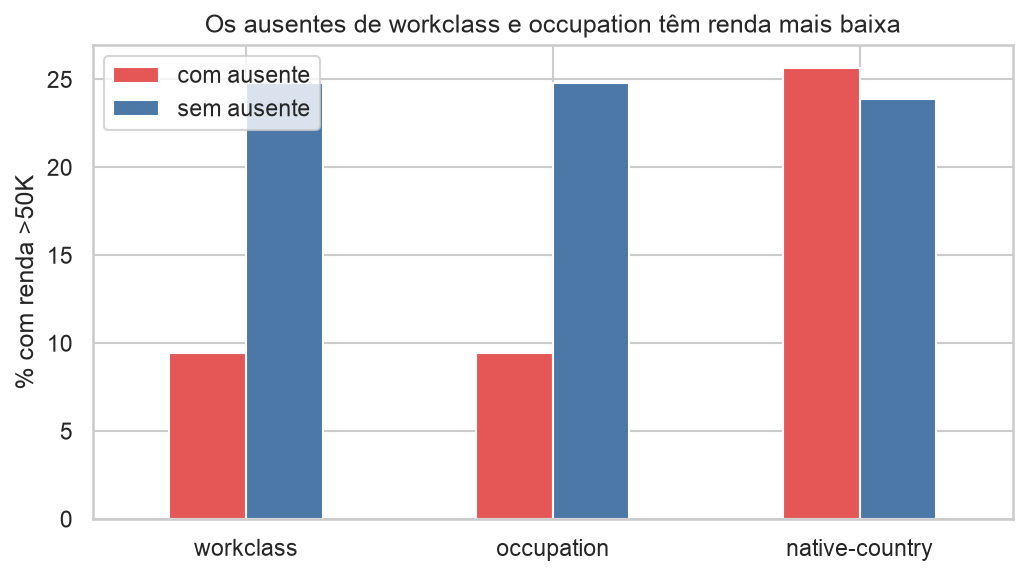 Os ausentes de workclass e occupation têm renda mais baixa
com ausente
sem ausente
% com renda >50K
25
20
15
10
5
0
workclass
occupation
native-country